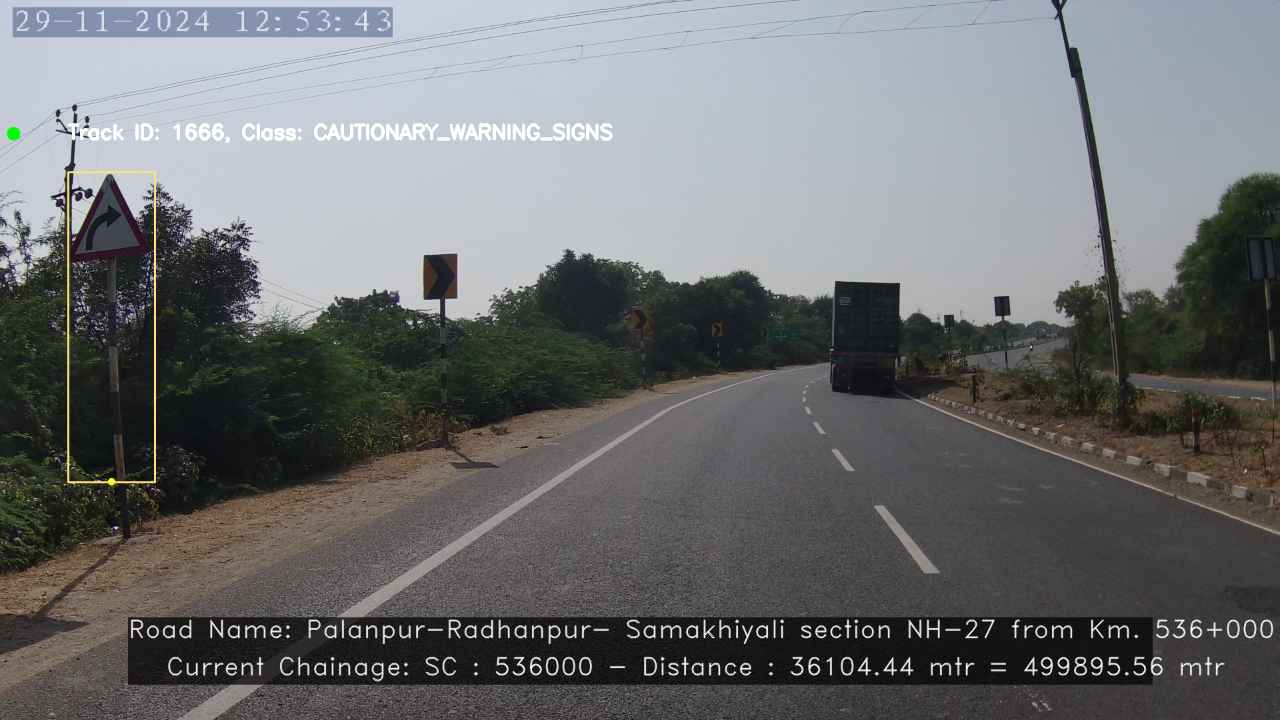 29-11-2024 12:53:43
Track ID: 1666, Class: CAUTIONARY_WARNING_SIGNS
Road Name: Palanpur-Radhanpur- Samakhiyali section NH-27 from Km. 536+000
Current Chainage: SC : 536000 - Distance : 36104.44 mtr = 499895.56 mtr